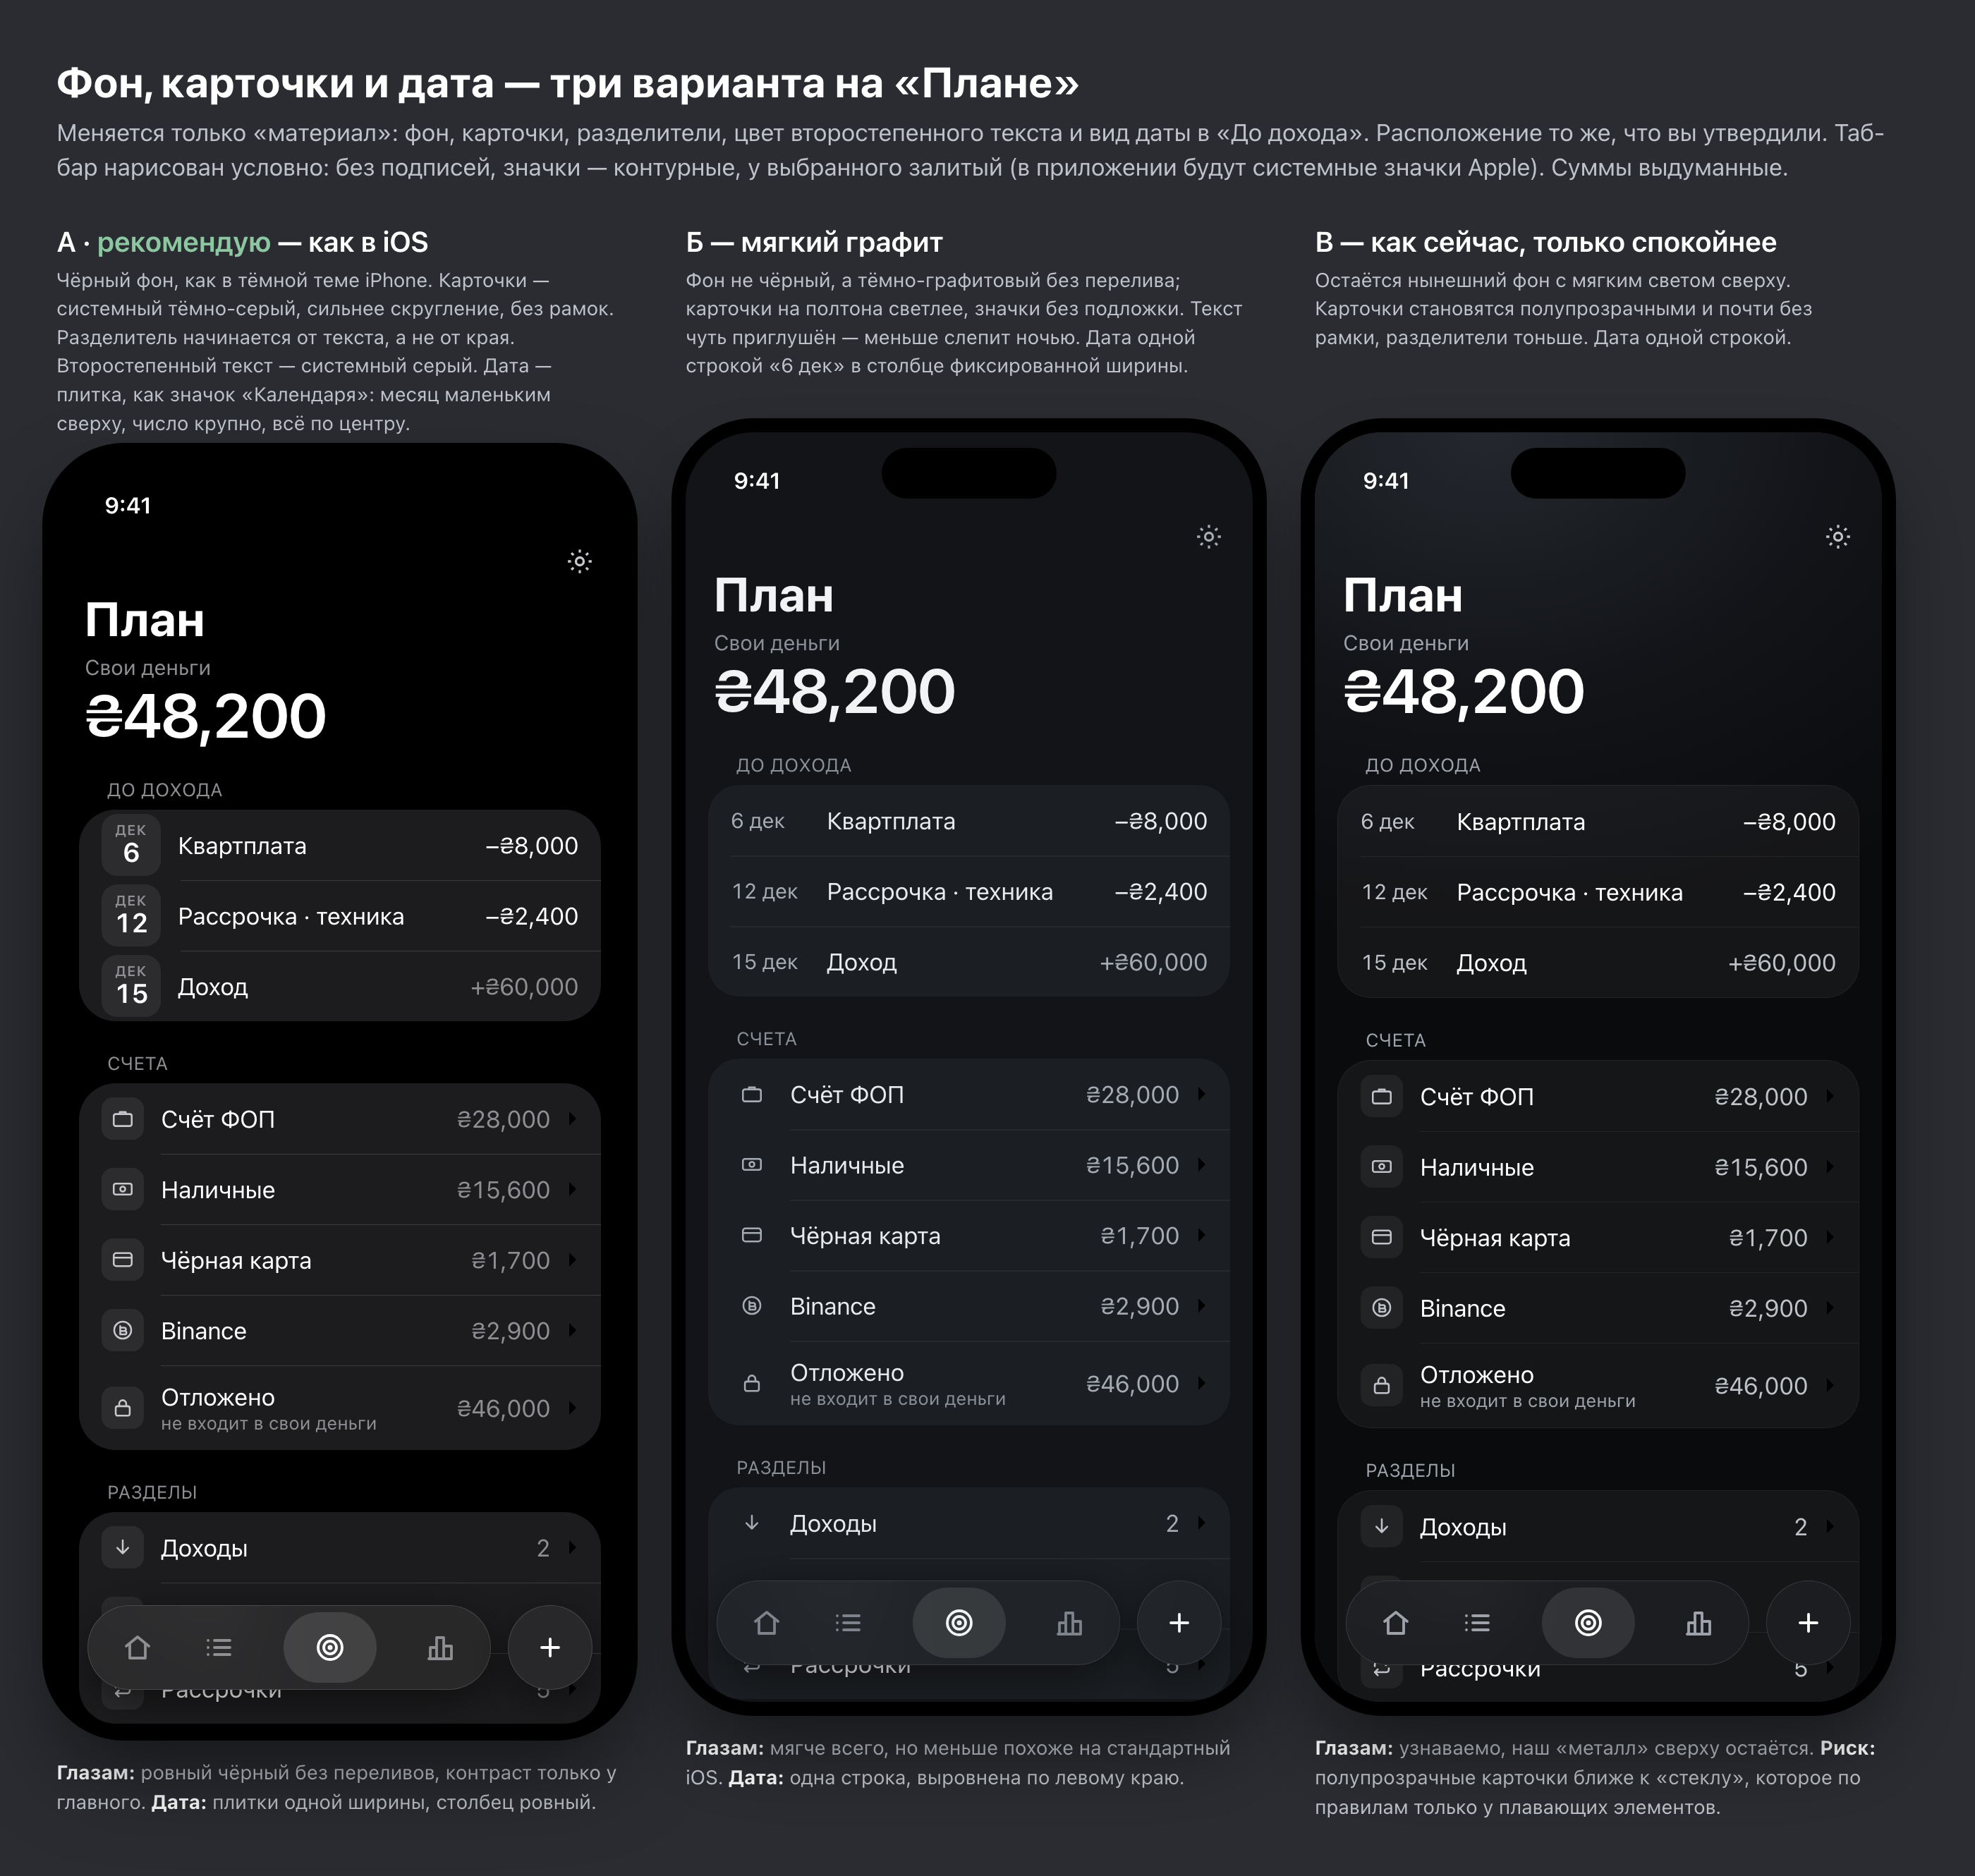 Фон, карточки и дата — три варианта на «Плане»
Меняется только «материал»: фон, карточки, разделители, цвет второстепенного текста и вид даты в «До дохода». Расположение то же, что вы утвердили. Таб-
бар нарисован условно: без подписей, значки — контурные, у выбранного залитый (в приложении будут системные значки Apple). Суммы выдуманные.
А · рекомендую — как в iOS
Чёрный фон, как в тёмной теме iPhone. Карточки —
системный тёмно-серый, сильнее скругление, без рамок.
Разделитель начинается от текста, а не от края.
Второстепенный текст — системный серый. Дата —
плитка, как значок «Календаря»: месяц маленьким
сверху, число крупно, всё по центру.
9:41
План
Свои деньги
₴48,200
ДО ДОХОДА
ДЕК
6
Квартплата
−₴8,000
ДЕК
12
Рассрочка · техника
−₴2,400
ДЕК
15
Доход
+₴60,000
СЧЕТА
Счёт ФОП
₴28,000
Наличные
₴15,600
Чёрная карта
₴1,700
Binance
₴2,900
Отложено
не входит в свои деньги
₴46,000
РАЗДЕЛЫ
Доходы
2
Рассрочки
5
Глазам: ровный чёрный без переливов, контраст только у
главного. Дата: плитки одной ширины, столбец ровный.
Б — мягкий графит
Фон не чёрный, а тёмно-графитовый без перелива;
карточки на полтона светлее, значки без подложки. Текст
чуть приглушён — меньше слепит ночью. Дата одной
строкой «6 дек» в столбце фиксированной ширины.
9:41
План
Свои деньги
₴48,200
ДО ДОХОДА
6 дек
Квартплата
−₴8,000
12 дек
Рассрочка · техника
−₴2,400
15 дек
Доход
+₴60,000
СЧЕТА
Счёт ФОП
₴28,000
Наличные
₴15,600
Чёрная карта
₴1,700
Binance
₴2,900
Отложено
не входит в свои деньги
₴46,000
РАЗДЕЛЫ
Доходы
2
Рассрочки
5
Глазам: мягче всего, но меньше похоже на стандартный
iOS. Дата: одна строка, выровнена по левому краю.
В — как сейчас, только спокойнее
Остаётся нынешний фон с мягким светом сверху.
Карточки становятся полупрозрачными и почти без
рамки, разделители тоньше. Дата одной строкой.
9:41
План
Свои деньги
₴48,200
ДО ДОХОДА
6 дек
Квартплата
−₴8,000
12 дек
Рассрочка · техника
−₴2,400
15 дек
Доход
+₴60,000
СЧЕТА
Счёт ФОП
₴28,000
Наличные
₴15,600
Чёрная карта
₴1,700
Binance
₴2,900
Отложено
не входит в свои деньги
₴46,000
РАЗДЕЛЫ
Доходы
2
Рассрочки
5
Глазам: узнаваемо, наш «металл» сверху остаётся. Риск:
полупрозрачные карточки ближе к «стеклу», которое по
правилам только у плавающих элементов.